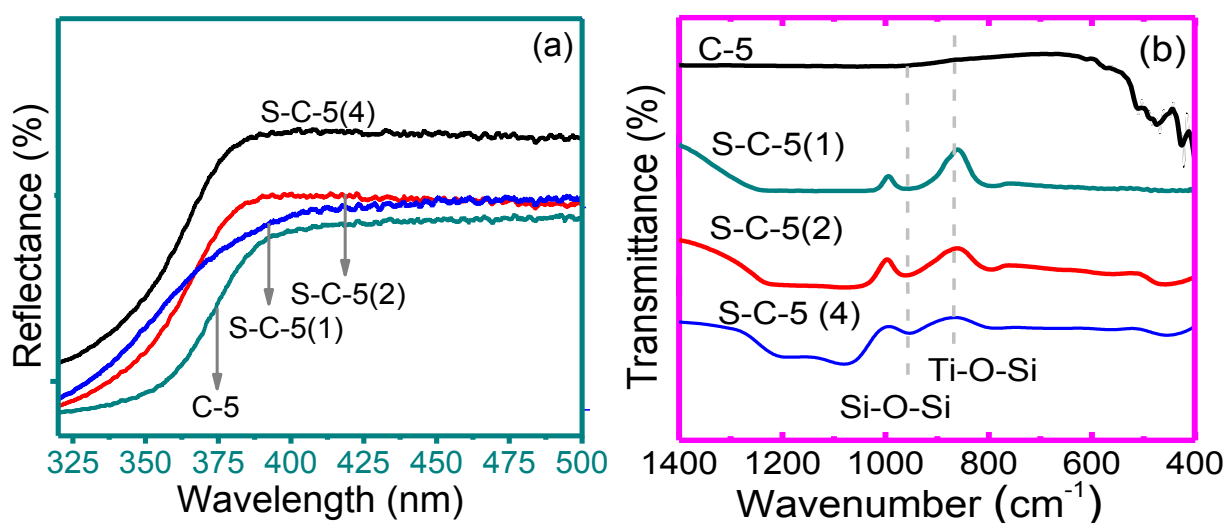 (a)
Reflectance (%)
S-C-5(4)
S-C-5(2)
S-C-5(1)
C-5
325 350 375 400 425 450 475 500
Wavelength (nm)
(b)
Transmittance (%)
C-5
S-C-5(1)
S-C-5(2)
S-C-5 (4)
Ti-O-Si
Si-O-Si
1400 1200 1000 800 600 400
Wavenumber (cm⁻¹)